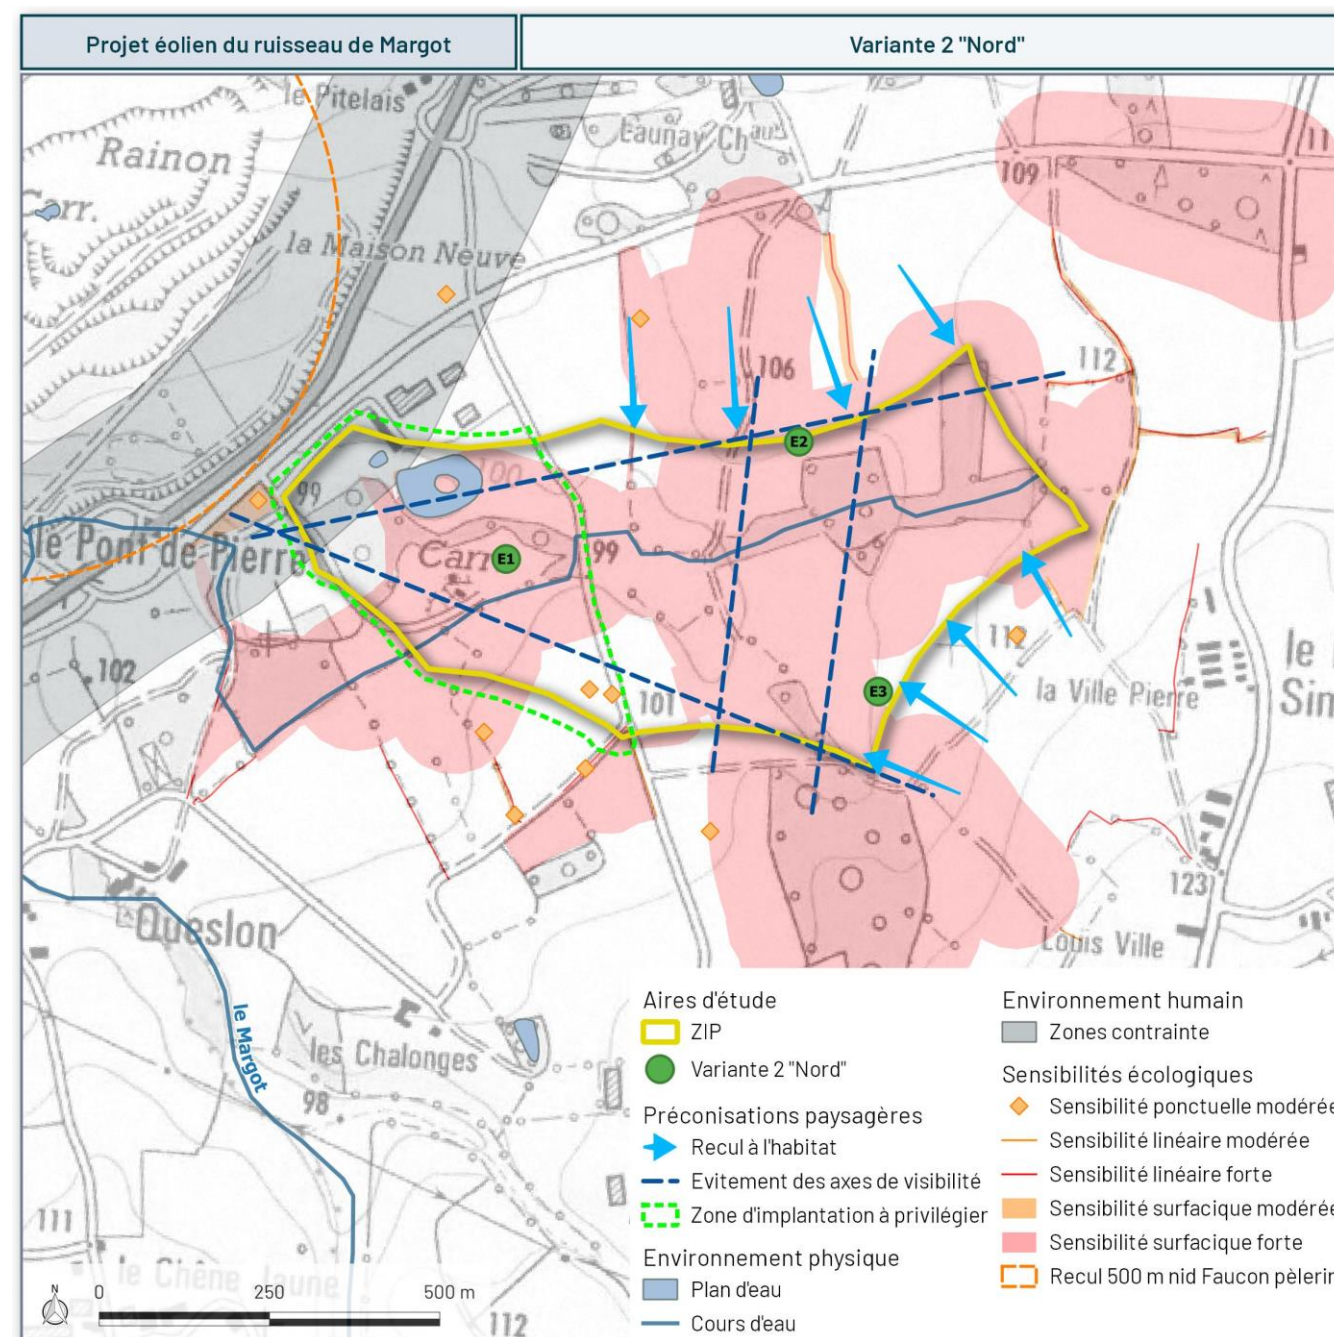 Projet éolien du ruisseau de Margot
Variante 2 "Nord"
le Pitelais
Rainon
Carr.
la Maison Neuve
Launay Chau
109
11
106
112
E2
99
100
Carr
E1
99
le Pont de Pierre
102
101
E3
112
la Ville Pierre
le
Sin
123
Louis Ville
Queslon
le Margot
les Chalonges
98
111
le Chêne Jaune
112
N
0
250
500 m
Aires d'étude
ZIP
Variante 2 "Nord"
Préconisations paysagères
Recul à l'habitat
Evitement des axes de visibilité
Zone d'implantation à privilégier
Environnement physique
Plan d'eau
Cours d'eau
Environnement humain
Zones contrainte
Sensibilités écologiques
Sensibilité ponctuelle modérée
Sensibilité linéaire modérée
Sensibilité linéaire forte
Sensibilité surfacique modérée
Sensibilité surfacique forte
Recul 500 m nid Faucon pèlerin